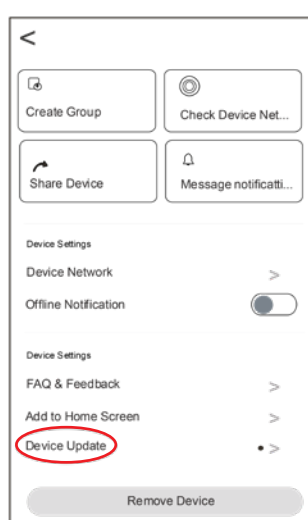 Create Group
Check Device Net...
Share Device
Message notificatti...
Device Settings
Device Network
Offline Notification
Device Settings
FAQ & Feedback
Add to Home Screen
Device Update
Remove Device